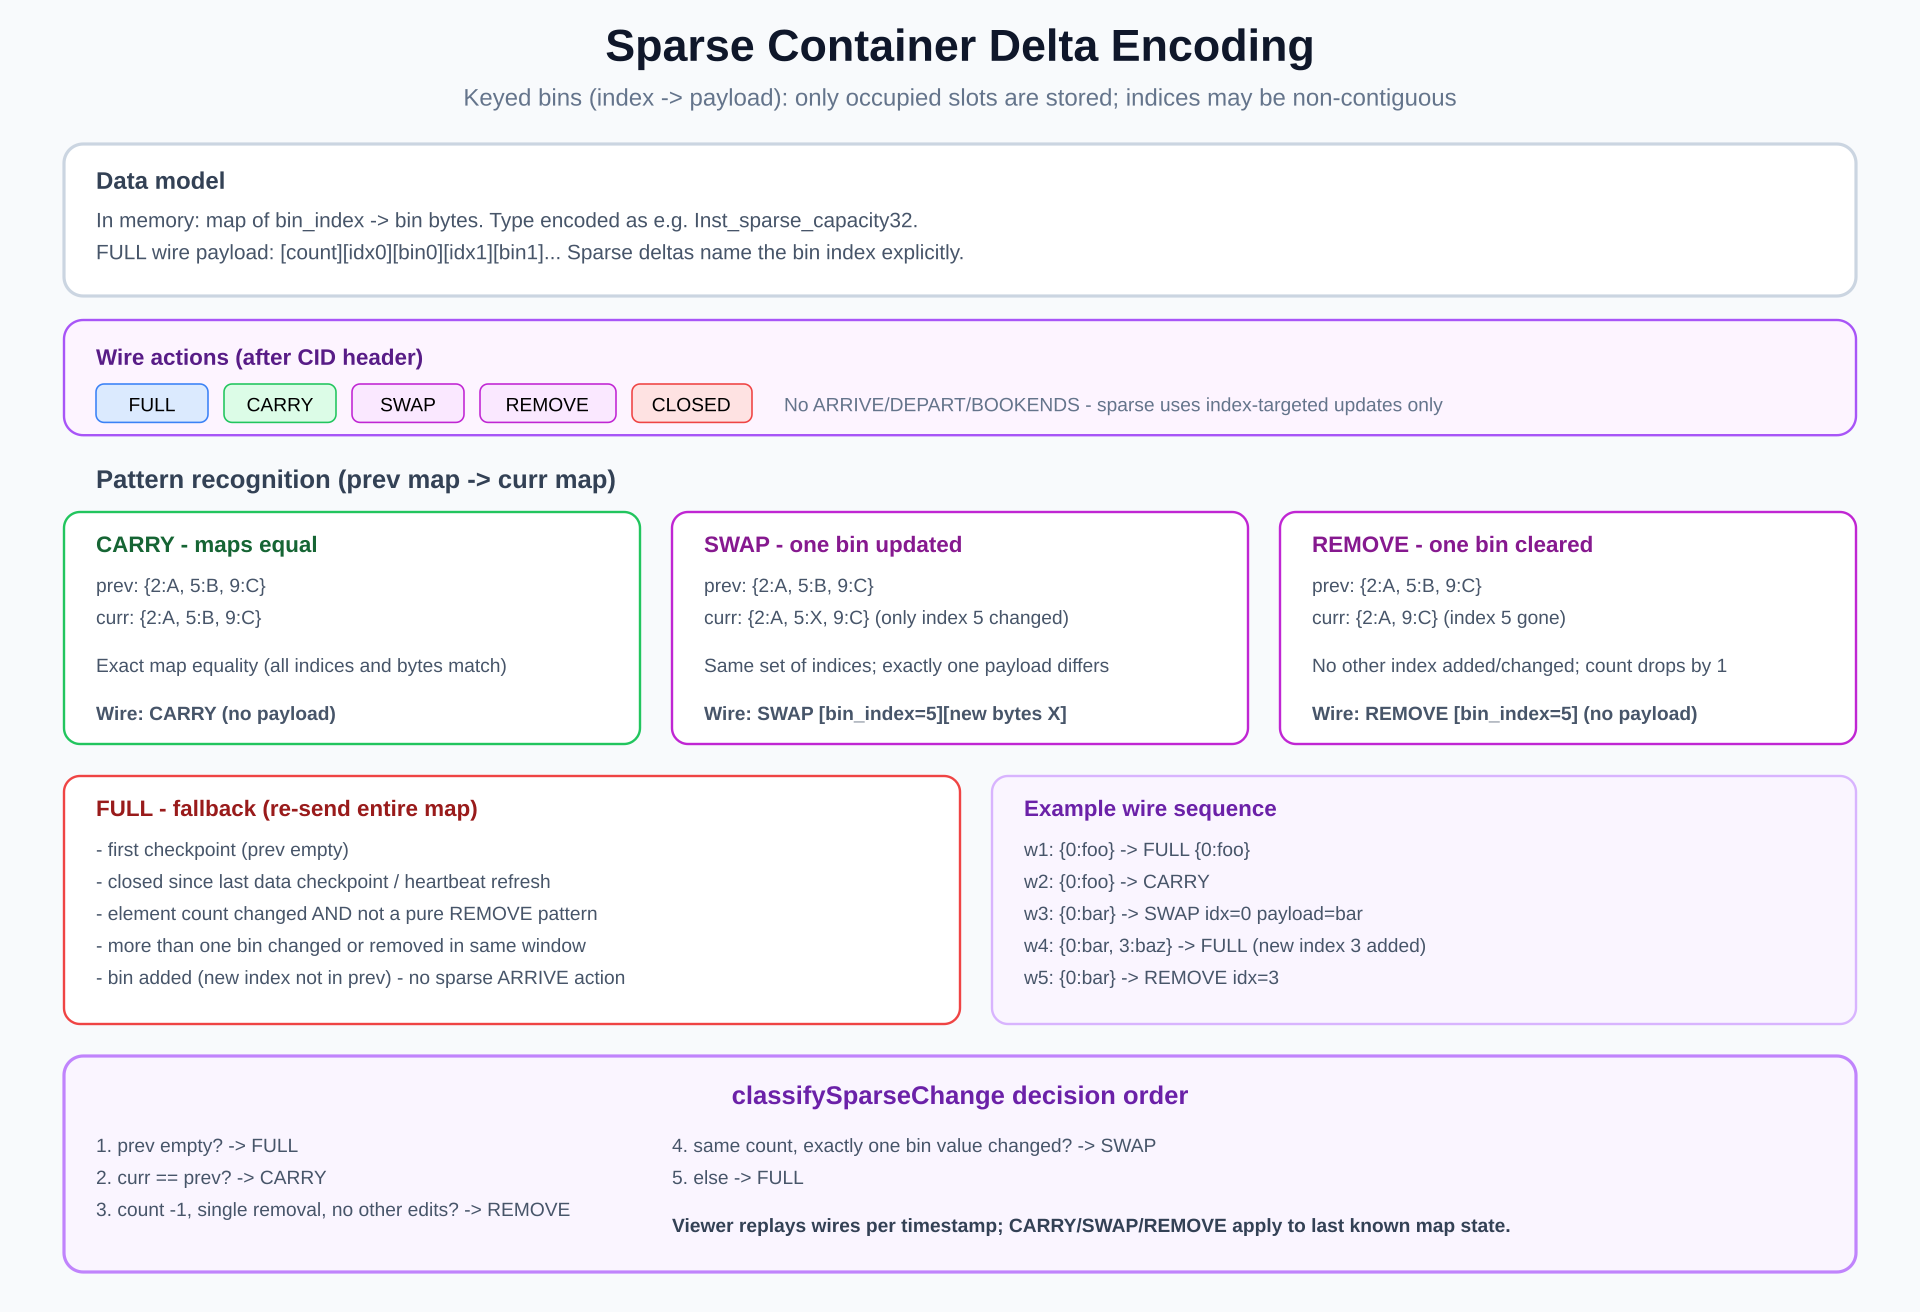 Sparse Container Delta Encoding
Keyed bins (index -> payload): only occupied slots are stored; indices may be non-contiguous
Data model
In memory: map of bin_index -> bin bytes. Type encoded as e.g. Inst_sparse_capacity32.
FULL wire payload: [count][idx0][bin0][idx1][bin1]... Sparse deltas name the bin index explicitly.
Wire actions (after CID header)
FULL CARRY SWAP REMOVE CLOSED No ARRIVE/DEPART/BOOKENDS - sparse uses index-targeted updates only
Pattern recognition (prev map -> curr map)
CARRY - maps equal
prev: {2:A, 5:B, 9:C}
curr: {2:A, 5:B, 9:C}
Exact map equality (all indices and bytes match)
Wire: CARRY (no payload)
SWAP - one bin updated
prev: {2:A, 5:B, 9:C}
curr: {2:A, 5:X, 9:C} (only index 5 changed)
Same set of indices; exactly one payload differs
Wire: SWAP [bin_index=5][new bytes X]
REMOVE - one bin cleared
prev: {2:A, 5:B, 9:C}
curr: {2:A, 9:C} (index 5 gone)
No other index added/changed; count drops by 1
Wire: REMOVE [bin_index=5] (no payload)
FULL - fallback (re-send entire map)
- first checkpoint (prev empty)
- closed since last data checkpoint / heartbeat refresh
- element count changed AND not a pure REMOVE pattern
- more than one bin changed or removed in same window
- bin added (new index not in prev) - no sparse ARRIVE action
Example wire sequence
w1: {0:foo} -> FULL {0:foo}
w2: {0:foo} -> CARRY
w3: {0:bar} -> SWAP idx=0 payload=bar
w4: {0:bar, 3:baz} -> FULL (new index 3 added)
w5: {0:bar} -> REMOVE idx=3
classifySparseChange decision order
1. prev empty? -> FULL
2. curr == prev? -> CARRY
3. count -1, single removal, no other edits? -> REMOVE
4. same count, exactly one bin value changed? -> SWAP
5. else -> FULL
Viewer replays wires per timestamp; CARRY/SWAP/REMOVE apply to last known map state.